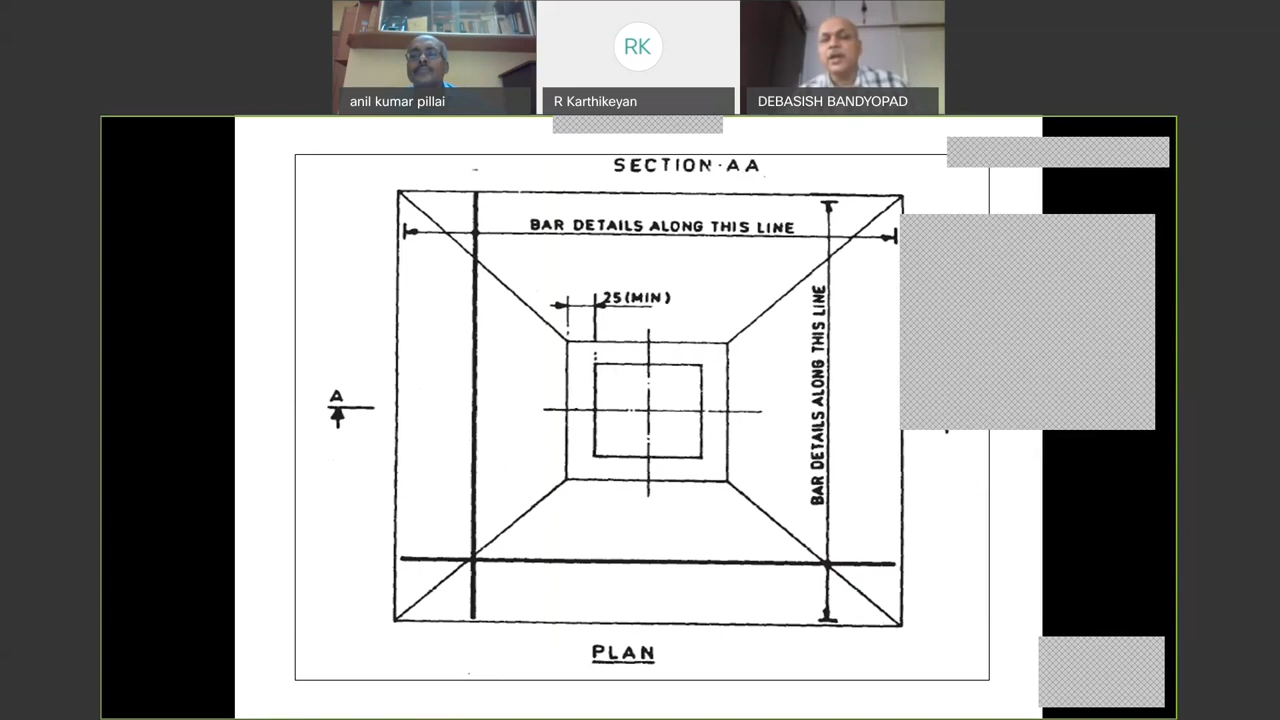 RK
anil kumar pillai
R Karthikeyan
DEBASISH BANDYOPAD
SECTION-AA
BAR DETAILS ALONG THIS LINE
25(MIN)
BAR DETAILS ALONG THIS LINE
A
PLAN